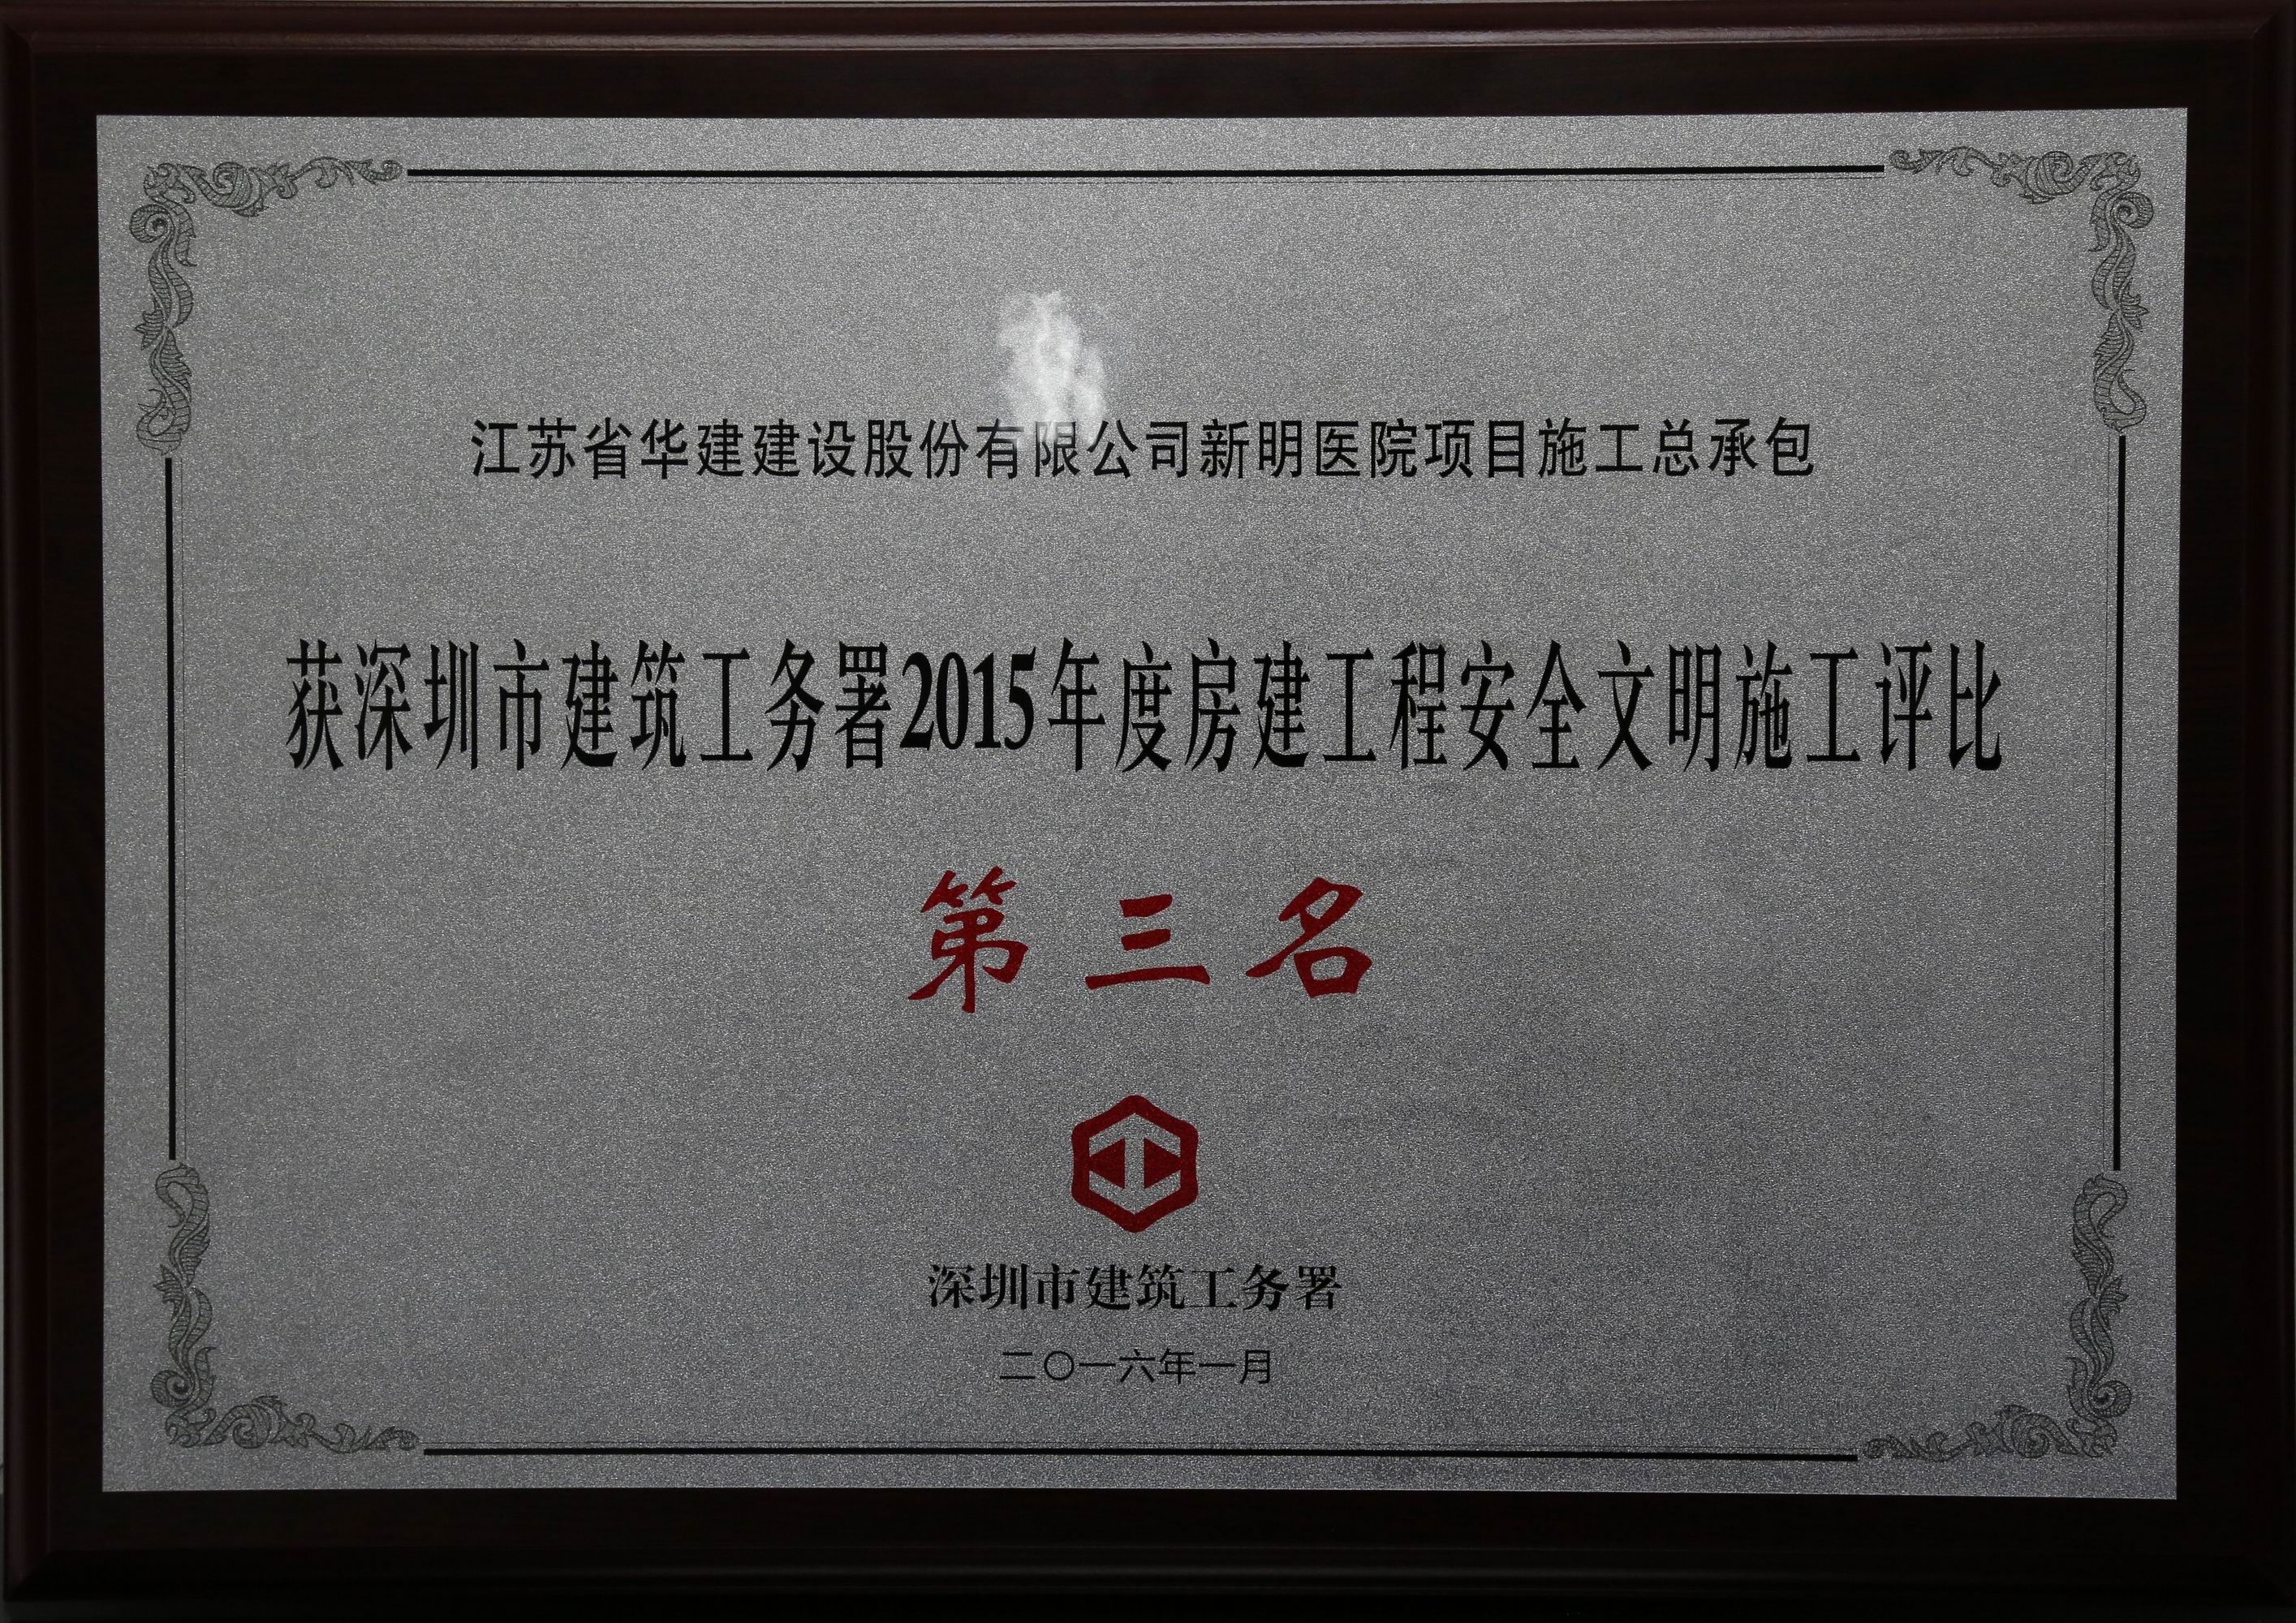 江苏省华建建设股份有限公司新明医院项目施工总承包
获深圳市建筑工务署2015年度房建工程安全文明施工评比
第三名
深圳市建筑工务署
二〇一六年一月